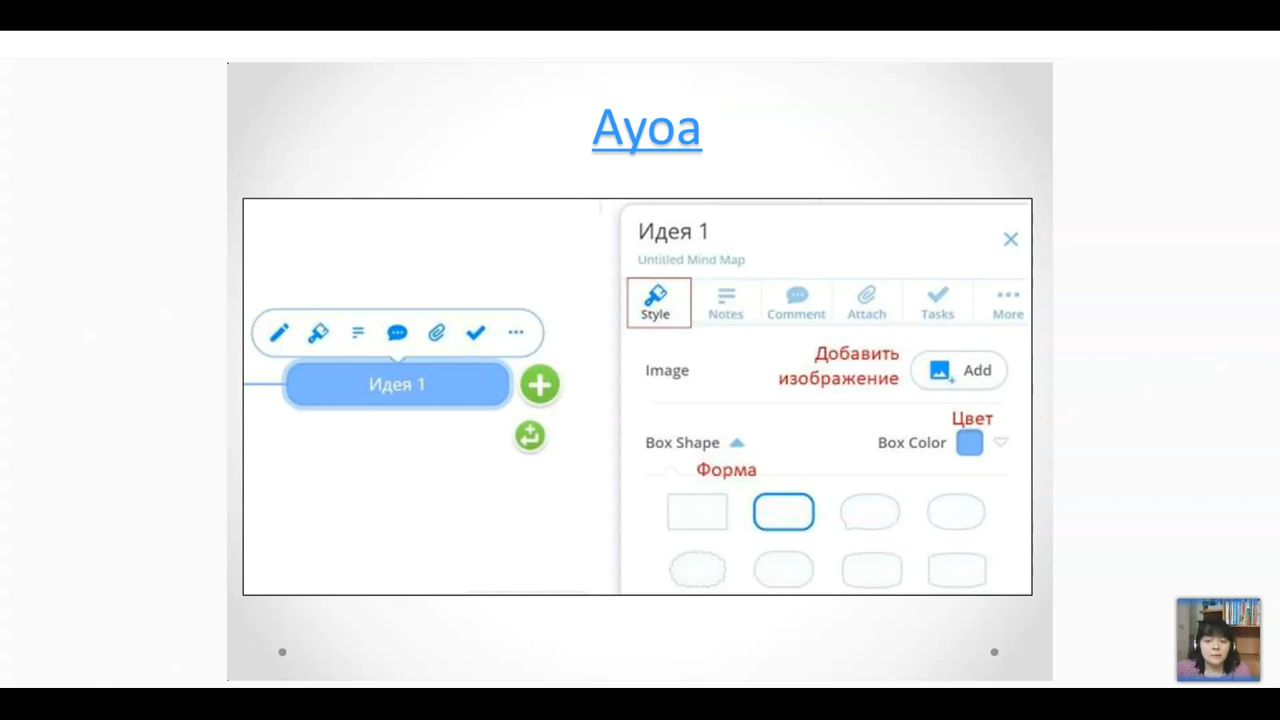 Ayoa
Идея 1
Untitled Mind Map
Style Notes Comment Attach Tasks More
Идея 1
Image
Добавить
изображение
Add
Цвет
Box Shape
Box Color
Форма